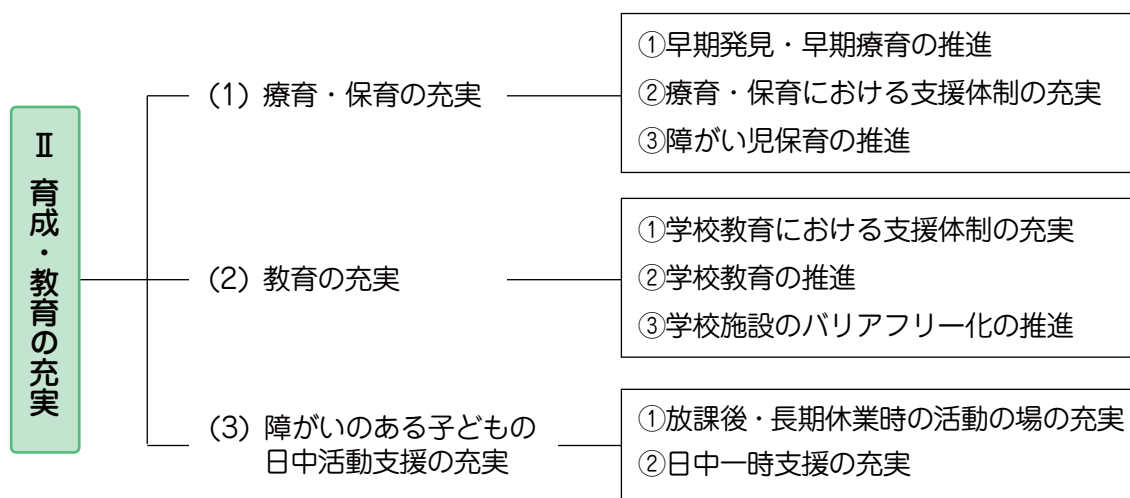 Ⅱ 育成・教育の充実
(1) 療育・保育の充実
①早期発見・早期療育の推進
②療育・保育における支援体制の充実
③障がい児保育の推進
(2) 教育の充実
①学校教育における支援体制の充実
②学校教育の推進
③学校施設のバリアフリー化の推進
(3) 障がいのある子どもの
日中活動支援の充実
①放課後・長期休業時の活動の場の充実
②日中一時支援の充実